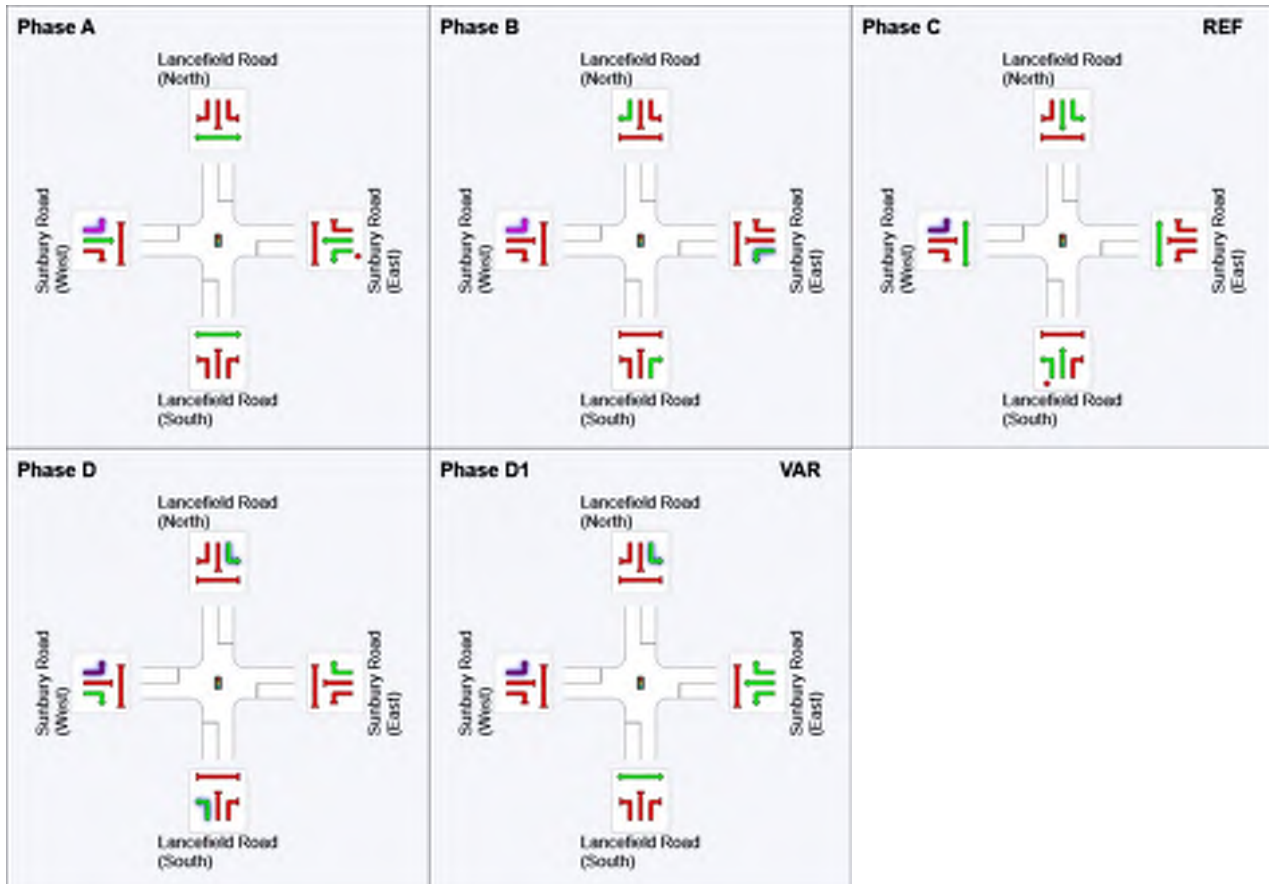 Phase A
Lancefield Road
(North)
Sunbury Road
(West)
Sunbury Road
(East)
Lancefield Road
(South)
Phase B
Lancefield Road
(North)
Sunbury Road
(West)
Sunbury Road
(East)
Lancefield Road
(South)
Phase C
REF
Lancefield Road
(North)
Sunbury Road
(West)
Sunbury Road
(East)
Lancefield Road
(South)
Phase D
Lancefield Road
(North)
Sunbury Road
(West)
Sunbury Road
(East)
Lancefield Road
(South)
Phase D1
VAR
Lancefield Road
(North)
Sunbury Road
(West)
Sunbury Road
(East)
Lancefield Road
(South)